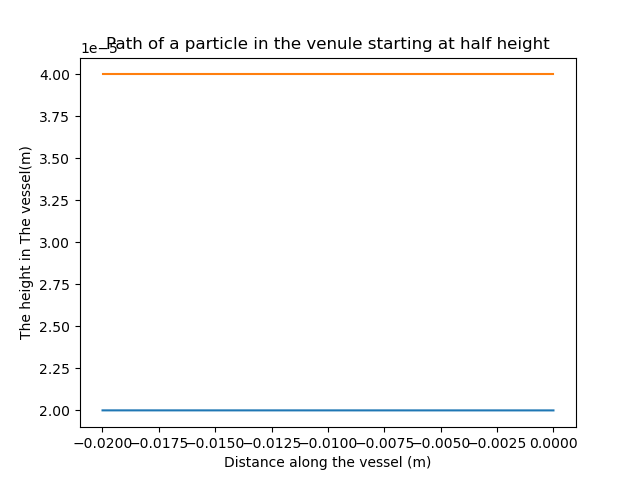 Path of a particle in the venule starting at half height
1e−5
4.00
3.75
3.50
3.25
3.00
2.75
2.50
2.25
2.00
The height in The vessel(m)
−0.0200 −0.0175 −0.0150 −0.0125 −0.0100 −0.0075 −0.0050 −0.0025 0.0000
Distance along the vessel (m)